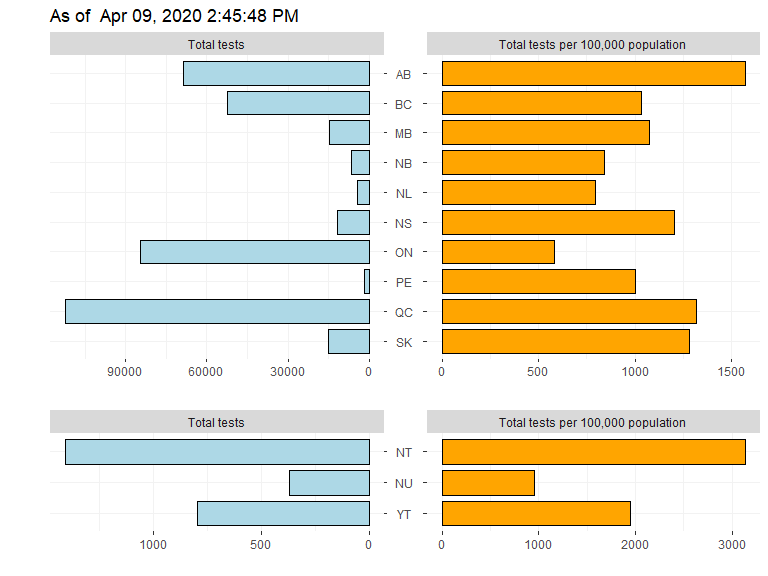 As of  Apr 09, 2020 2:45:48 PM
Total tests
Total tests per 100,000 population
AB
BC
MB
NB
NL
NS
ON
PE
QC
SK
90000 60000 30000 0
0 500 1000 1500
Total tests
Total tests per 100,000 population
NT
NU
YT
1000 500 0
0 1000 2000 3000